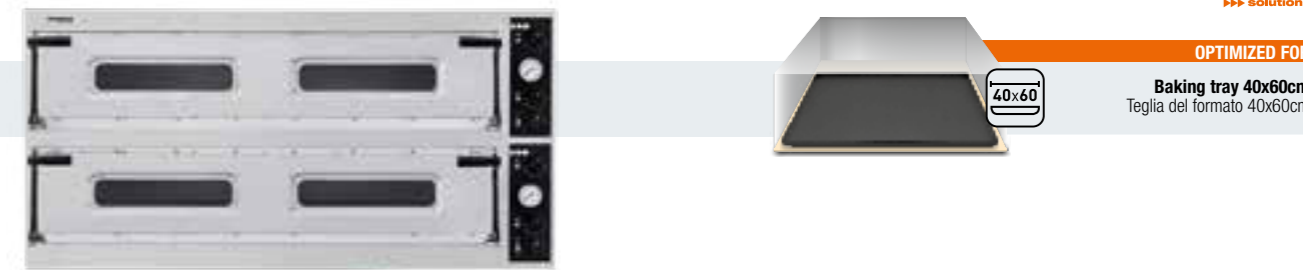 solution
OPTIMIZED FO
40x60
Baking tray 40x60cm
Teglia del formato 40x60cm